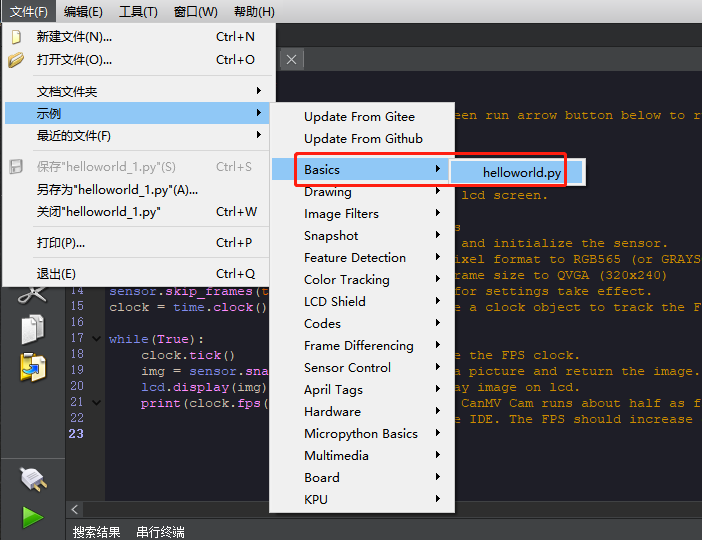 文件(F) 编辑(E) 工具(T) 窗口(W) 帮助(H)
新建文件(N)... Ctrl+N
打开文件(O)... Ctrl+O
文档文件夹
示例
最近的文件(F)
保存"helloworld_1.py"(S) Ctrl+S
另存为"helloworld_1.py"(A)...
关闭"helloworld_1.py" Ctrl+W
打印(P)... Ctrl+P
退出(E) Ctrl+Q
Update From Gitee
Update From Github
Basics
helloworld.py
Drawing
Image Filters
Snapshot
Feature Detection
Color Tracking
LCD Shield
Codes
Frame Differencing
Sensor Control
April Tags
Hardware
Micropython Basics
Multimedia
Board
KPU
run arrow button below to r
lcd screen.
and initialize the sensor.
format to RGB565 (or GRAYS
size to QVGA (320x240)
14 sensor.skip_frames( for settings take effect.
15 clock = time.clock() a clock object to track the F
16
17 while(True):
18 clock.tick() the FPS clock.
19 img = sensor. a picture and return the image.
20 lcd.display(img) image on lcd.
21 print(clock.fps( CanMV Cam runs about half as f
22 IDE. The FPS should increase
23
搜索结果 串行终端